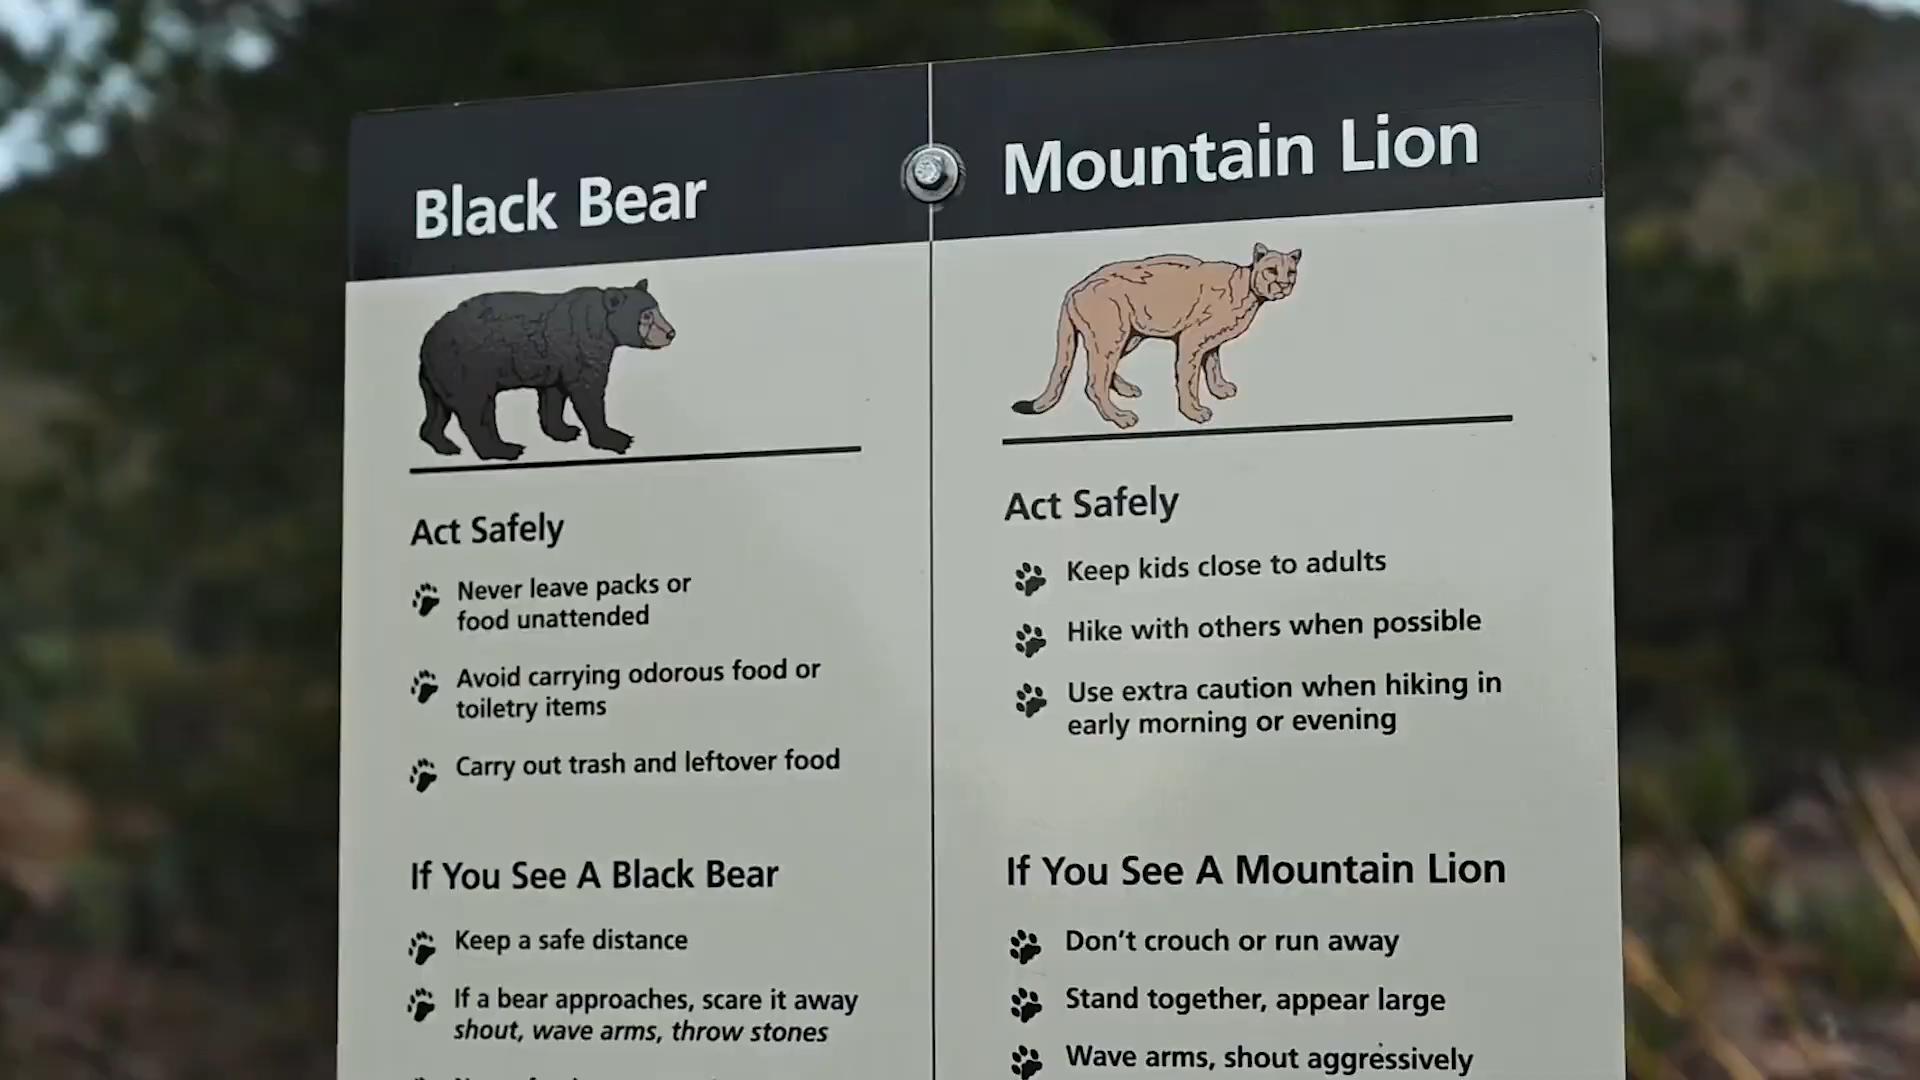 Black Bear
Act Safely
Never leave packs or
food unattended
Avoid carrying odorous food or
toiletry items
Carry out trash and leftover food
If You See A Black Bear
Keep a safe distance
If a bear approaches, scare it away
shout, wave arms, throw stones
Mountain Lion
Act Safely
Keep kids close to adults
Hike with others when possible
Use extra caution when hiking in
early morning or evening
If You See A Mountain Lion
Don't crouch or run away
Stand together, appear large
Wave arms, shout aggressively